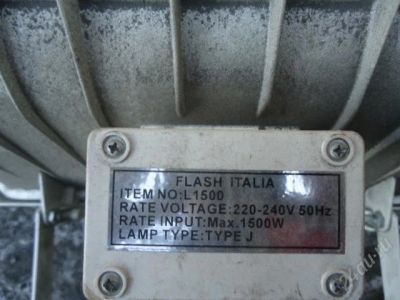 FLASH ITALIA
ITEM NO:L1500
RATE VOLTAGE:220-240V 50Hz
RATE INPUT:Max.1500W
LAMP TYPE:TYPE J